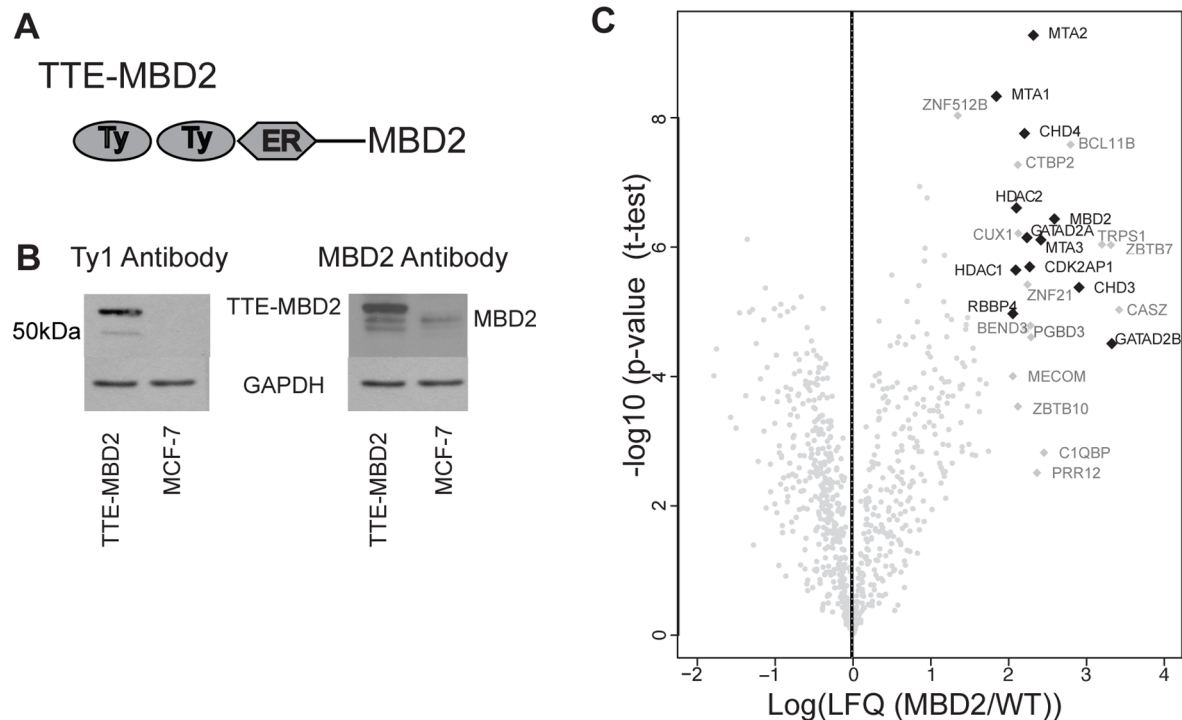 A
TTE-MBD2
Ty Ty ER MBD2
B
Ty1 Antibody MBD2 Antibody
TTE-MBD2
MBD2
50kDa
GAPDH
TTE-MBD2
MCF-7
TTE-MBD2
MCF-7
C
MTA2
MTA1
ZNF512B
CHD4
BCL11B
CTBP2
HDAC2
MBD2
CUX1
GATAD2A
TRPS1
MTA3
ZBTB7
HDAC1
CDK2AP1
CHD3
ZNF21
RBBP4
CASZ
BEND3
PGBD3
GATAD2B
MECOM
ZBTB10
C1QBP
PRR12
-log10 (p-value (t-test)
8
6
4
2
0
−2 −1 0 1 2 3 4
Log(LFQ (MBD2/WT))